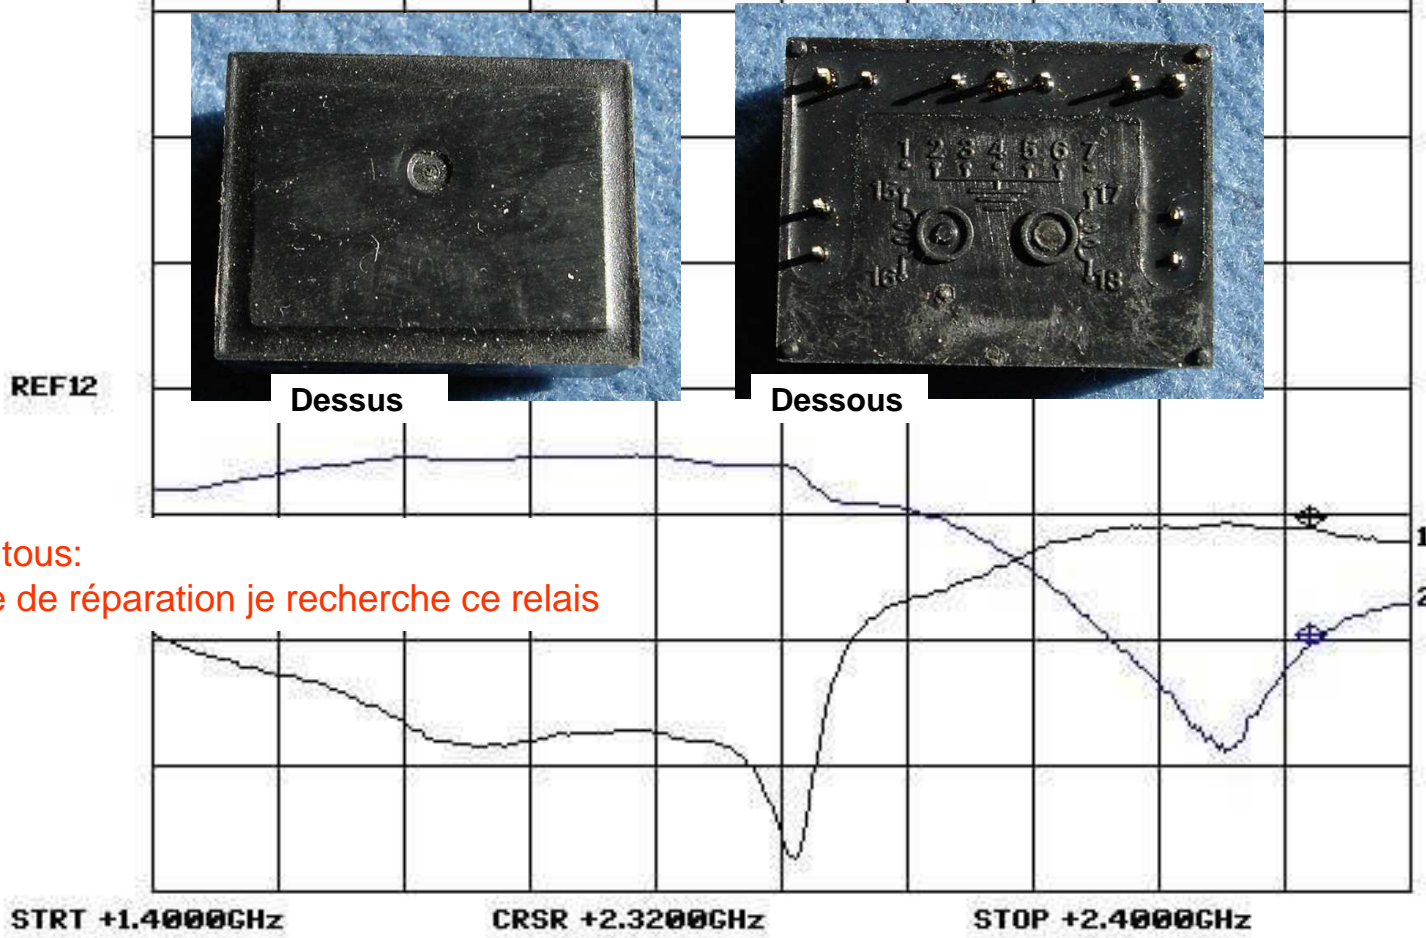 1 2 3 4 5 6 7
15 17
16 18
REF12
Dessus
Dessous
tous:
e de réparation je recherche ce relais
1
2
STRT +1.4000GHz CRSR +2.3200GHz STOP +2.4000GHz